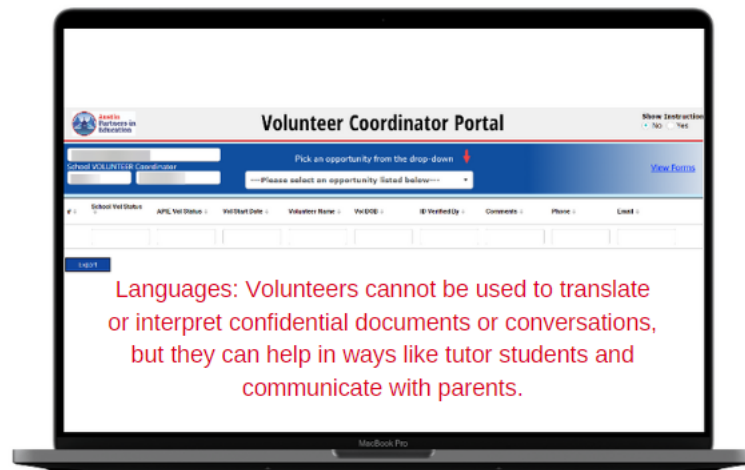 Austin
Partners in
Education
Volunteer Coordinator Portal
Show Instruction
No Yes
School VOLUNTEER Coordinator
Pick an opportunity from the drop-down
---Please select an opportunity listed below---
View Forms
# School Vol Status APIE Vol Status Vol Start Date Volunteer Name Vol DOB ID Verified By Comments Phone Email
Export
Languages: Volunteers cannot be used to translate
or interpret confidential documents or conversations,
but they can help in ways like tutor students and
communicate with parents.
MacBook Pro